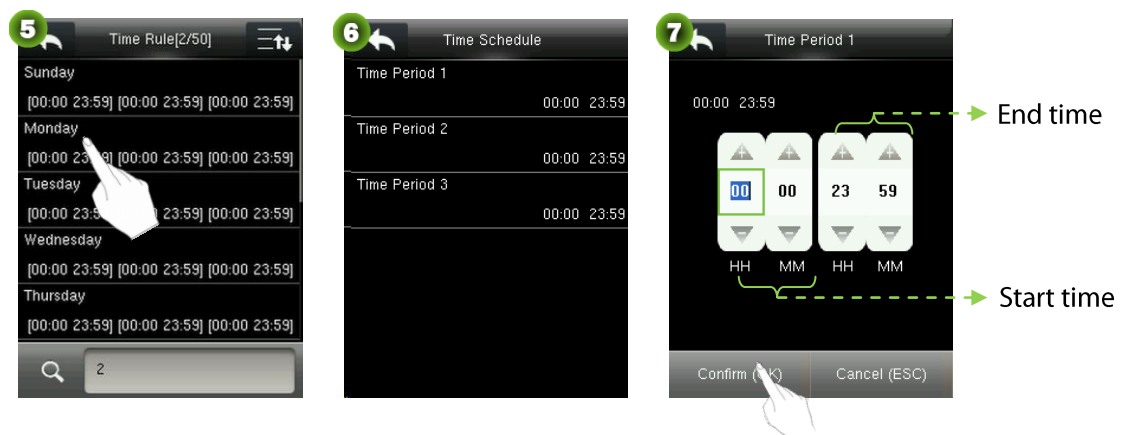 5
Time Rule[2/50]
Sunday
[00:00 23:59] [00:00 23:59] [00:00 23:59]
Monday
[00:00 23:59] [00:00 23:59] [00:00 23:59]
Tuesday
[00:00 23:59] [00:00 23:59] [00:00 23:59]
Wednesday
[00:00 23:59] [00:00 23:59] [00:00 23:59]
Thursday
[00:00 23:59] [00:00 23:59] [00:00 23:59]
2
6
Time Schedule
Time Period 1
00:00 23:59
Time Period 2
00:00 23:59
Time Period 3
00:00 23:59
7
Time Period 1
00:00 23:59
End time
00 00 23 59
HH MM HH MM
Start time
Confirm (OK) Cancel (ESC)